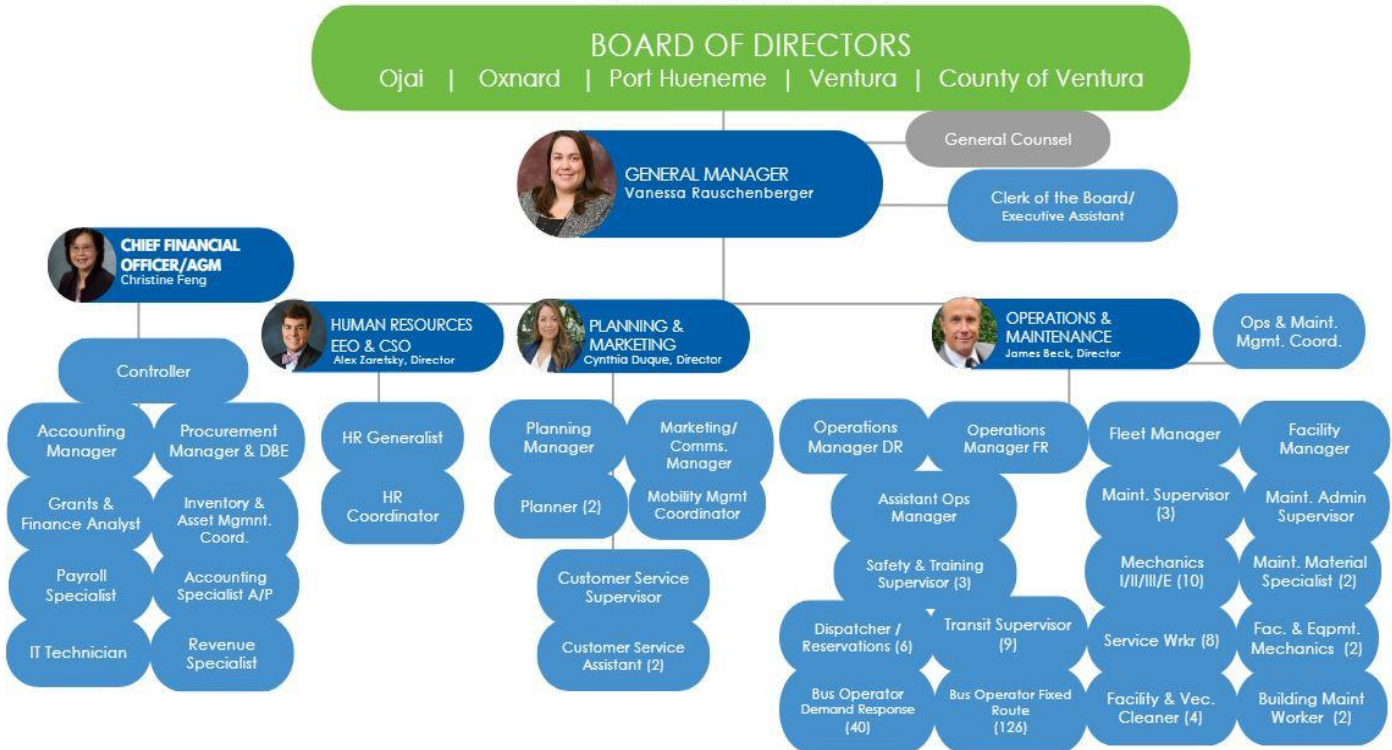 BOARD OF DIRECTORS
Ojai | Oxnard | Port Hueneme | Ventura | County of Ventura
General Counsel
GENERAL MANAGER
Vanessa Rauschenberger
Clerk of the Board/
Executive Assistant
CHIEF FINANCIAL
OFFICER/AGM
Christine Feng
HUMAN RESOURCES
EEO & CSO
Alex Zaretsky, Director
PLANNING &
MARKETING
Cynthia Duque, Director
OPERATIONS &
MAINTENANCE
James Beck, Director
Ops & Maint.
Mgmt. Coord.
Controller
Accounting
Manager
Procurement
Manager & DBE
Grants &
Finance Analyst
Inventory &
Asset Mgmnt.
Coord.
Payroll
Specialist
Accounting
Specialist A/P
IT Technician
Revenue
Specialist
HR Generalist
HR
Coordinator
Planning
Manager
Marketing/
Comms.
Manager
Planner (2)
Mobility Mgmt
Coordinator
Customer Service
Supervisor
Customer Service
Assistant (2)
Operations
Manager DR
Operations
Manager FR
Assistant Ops
Manager
Safety & Training
Supervisor (3)
Dispatcher /
Reservations (6)
Transit Supervisor
(9)
Bus Operator
Demand Response
(40)
Bus Operator Fixed
Route
(126)
Fleet Manager
Facility
Manager
Maint. Supervisor
(3)
Maint. Admin
Supervisor
Mechanics
I/II/III/E (10)
Maint. Material
Specialist (2)
Service Wrkr (8)
Fac. & Eqpmt.
Mechanics (2)
Facility & Vec.
Cleaner (4)
Building Maint
Worker (2)